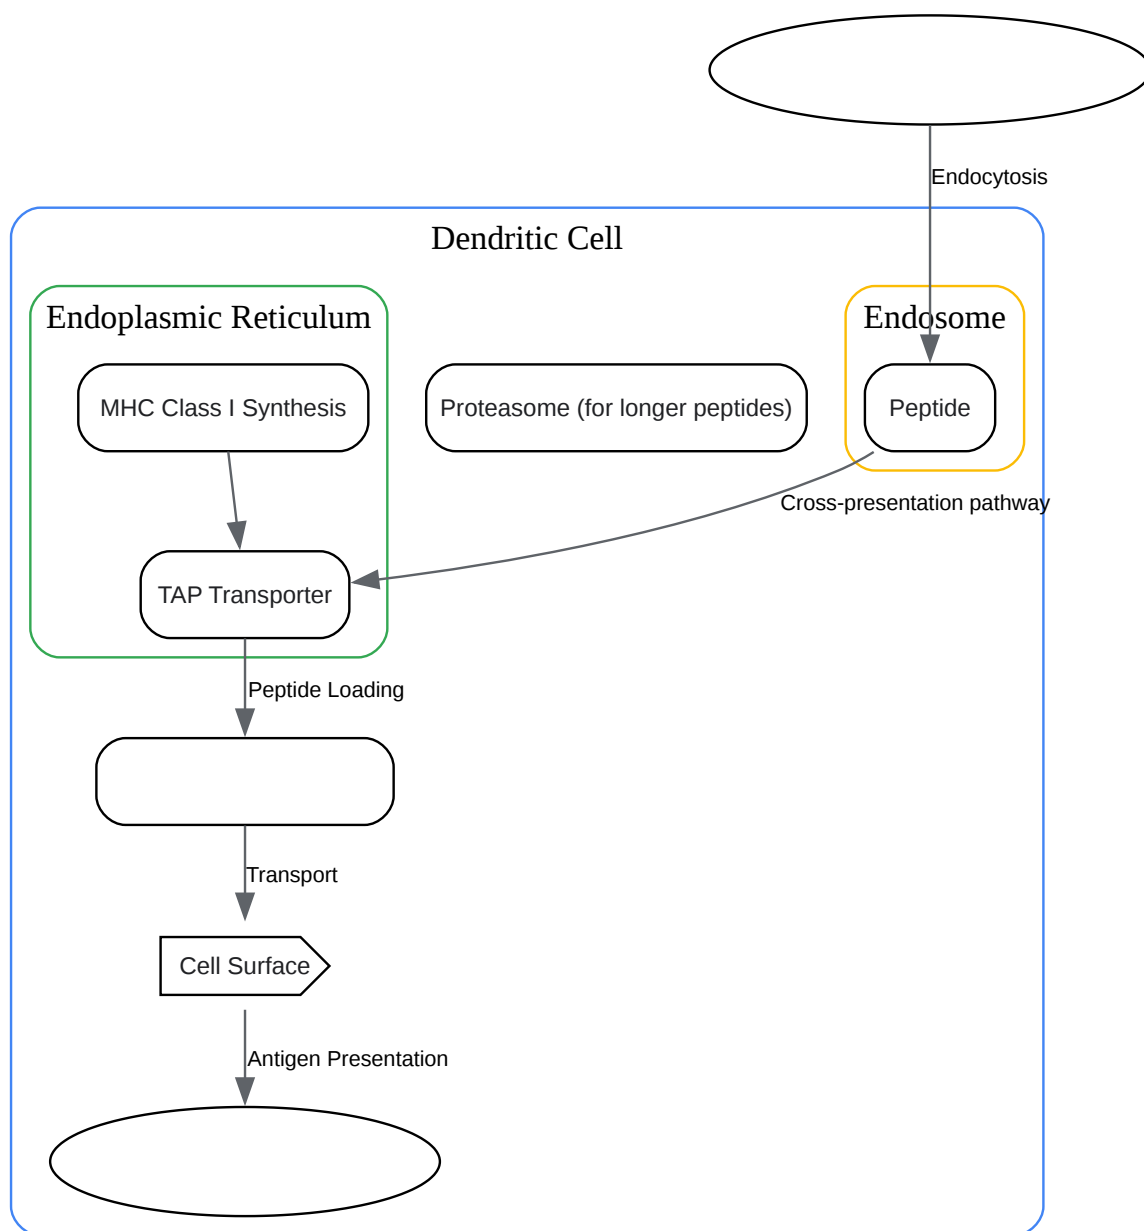 Endocytosis
Dendritic Cell
Endoplasmic Reticulum
Endosome
MHC Class I Synthesis
Proteasome (for longer peptides)
Peptide
Cross-presentation pathway
TAP Transporter
Peptide Loading
Transport
Cell Surface
Antigen Presentation